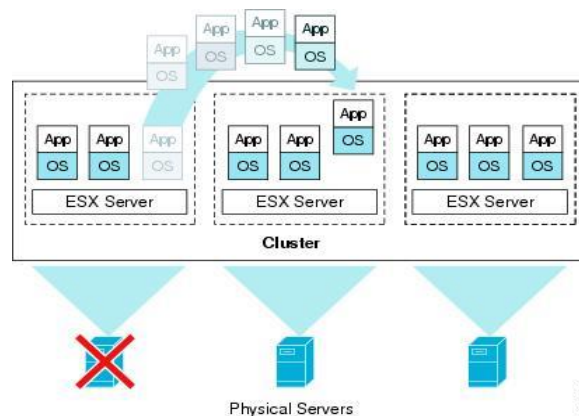 App App
App OS OS
App OS
OS
App
App App App App App App App App App
OS OS OS OS OS OS OS OS OS
ESX Server ESX Server ESX Server
Cluster
Physical Servers